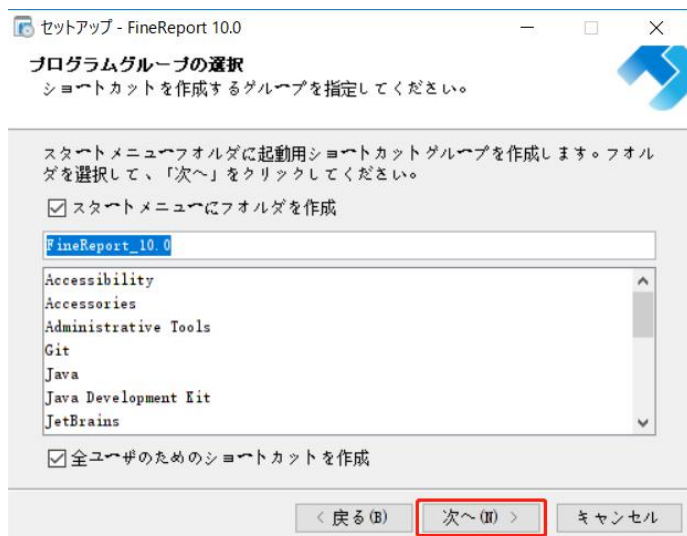 セットアップ - FineReport 10.0
プログラムグループの選択
ショートカットを作成するグループを指定してください。
スタートメニューフォルダに起動用ショートカットグループを作成します。フォル
ダを選択して、「次へ」をクリックしてください。
スタートメニューにフォルダを作成
FineReport_10.0
Accessibility
Accessories
Administrative Tools
Git
Java
Java Development Kit
JetBrains
全ユーザのためのショートカットを作成
< 戻る(B)
次へ(N) >
キャンセル